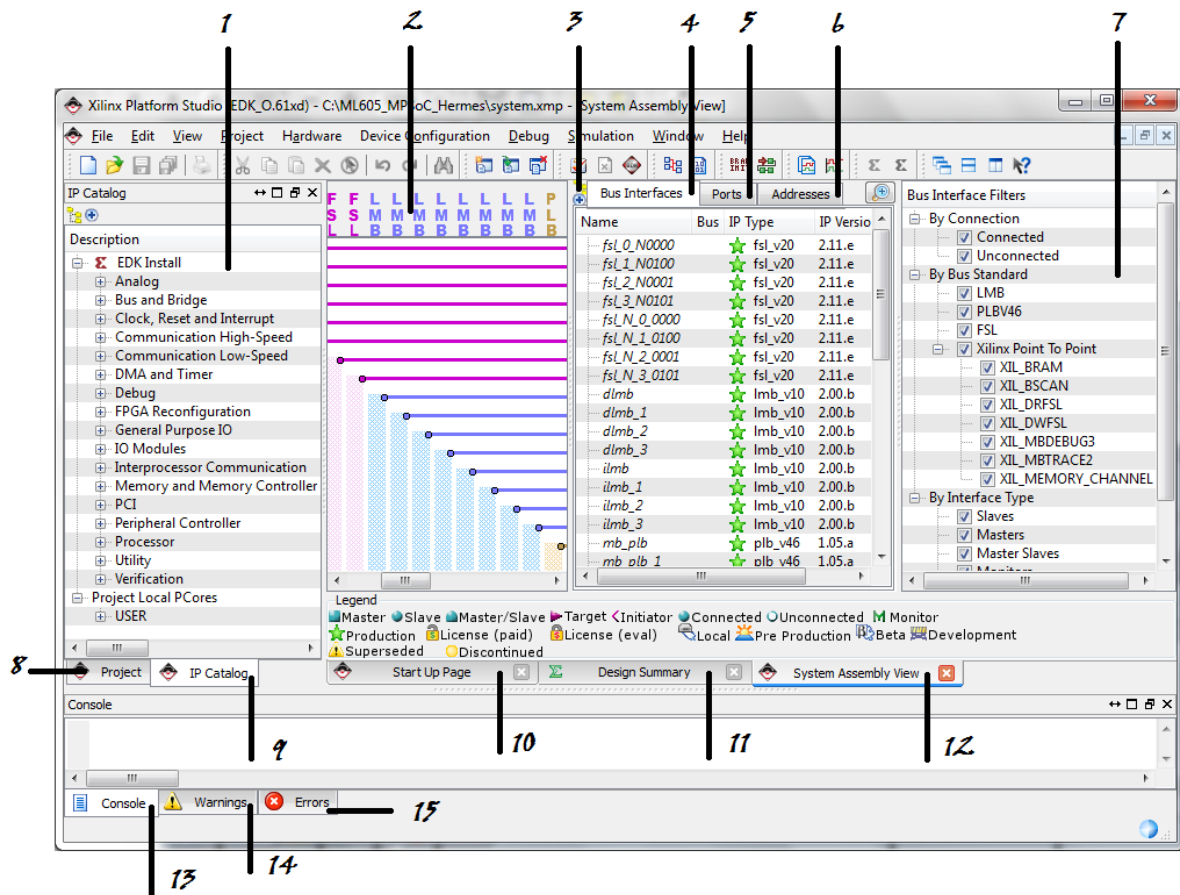 1 2 3 4 5 6 7
Xilinx Platform Studio (EDK_O.61xd) - C:\ML605_MPSoC_Hermes\system.xmp - [System Assembly View]
File Edit View Project Hardware Device Configuration Debug Simulation Window Help
IP Catalog
Description
EDK Install
Analog
Bus and Bridge
Clock, Reset and Interrupt
Communication High-Speed
Communication Low-Speed
DMA and Timer
Debug
FPGA Reconfiguration
General Purpose IO
IO Modules
Interprocessor Communication
Memory and Memory Controller
PCI
Peripheral Controller
Processor
Utility
Verification
Project Local PCores
USER
FSL FSL LMB LMB LMB LMB LMB LMB LMB LMB PLB
Bus Interfaces Ports Addresses
Name Bus IP Type IP Versio
fsl_0_N0000 fsl_v20 2.11.e
fsl_1_N0100 fsl_v20 2.11.e
fsl_2_N0001 fsl_v20 2.11.e
fsl_3_N0101 fsl_v20 2.11.e
fsl_N_0_0000 fsl_v20 2.11.e
fsl_N_1_0100 fsl_v20 2.11.e
fsl_N_2_0001 fsl_v20 2.11.e
fsl_N_3_0101 fsl_v20 2.11.e
dlmb lmb_v10 2.00.b
dlmb_1 lmb_v10 2.00.b
dlmb_2 lmb_v10 2.00.b
dlmb_3 lmb_v10 2.00.b
ilmb lmb_v10 2.00.b
ilmb_1 lmb_v10 2.00.b
ilmb_2 lmb_v10 2.00.b
ilmb_3 lmb_v10 2.00.b
mb_plb plb_v46 1.05.a
mb_plb_1 plb_v46 1.05.a
Bus Interface Filters
By Connection
Connected
Unconnected
By Bus Standard
LMB
PLBV46
FSL
Xilinx Point To Point
XIL_BRAM
XIL_BSCAN
XIL_DRFSL
XIL_DWFSL
XIL_MBDEBUG3
XIL_MBTRACE2
XIL_MEMORY_CHANNEL
By Interface Type
Slaves
Masters
Master Slaves
Monitors
Legend
Master Slave Master/Slave Target Initiator Connected Unconnected M Monitor
Production License (paid) License (eval) Local Pre Production Beta Development
Superseded Discontinued
8 Project IP Catalog Start Up Page Design Summary System Assembly View
9 10 11 12
Console
Console Warnings Errors
13 14 15